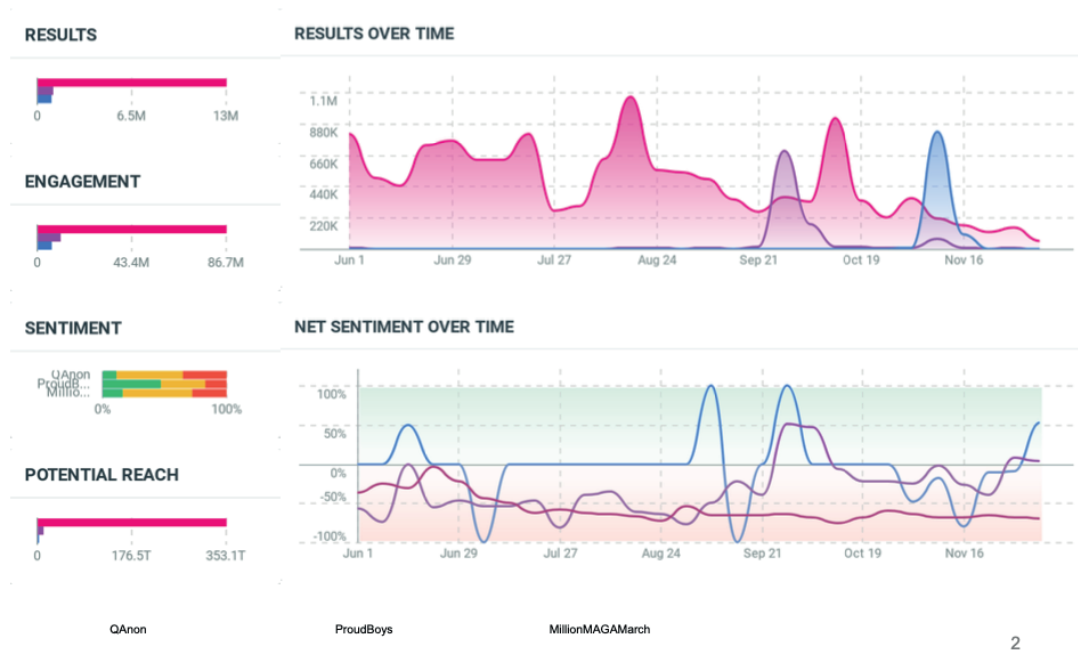 RESULTS
0 6.5M 13M
ENGAGEMENT
0 43.4M 86.7M
SENTIMENT
QAnon
ProudB...
Millio...
0% 100%
POTENTIAL REACH
0 176.5T 353.1T
RESULTS OVER TIME
1.1M
880K
660K
440K
220K
Jun 1 Jun 29 Jul 27 Aug 24 Sep 21 Oct 19 Nov 16
NET SENTIMENT OVER TIME
100%
50%
0%
-50%
-100%
Jun 1 Jun 29 Jul 27 Aug 24 Sep 21 Oct 19 Nov 16
QAnon ProudBoys MillionMAGAMarch
2